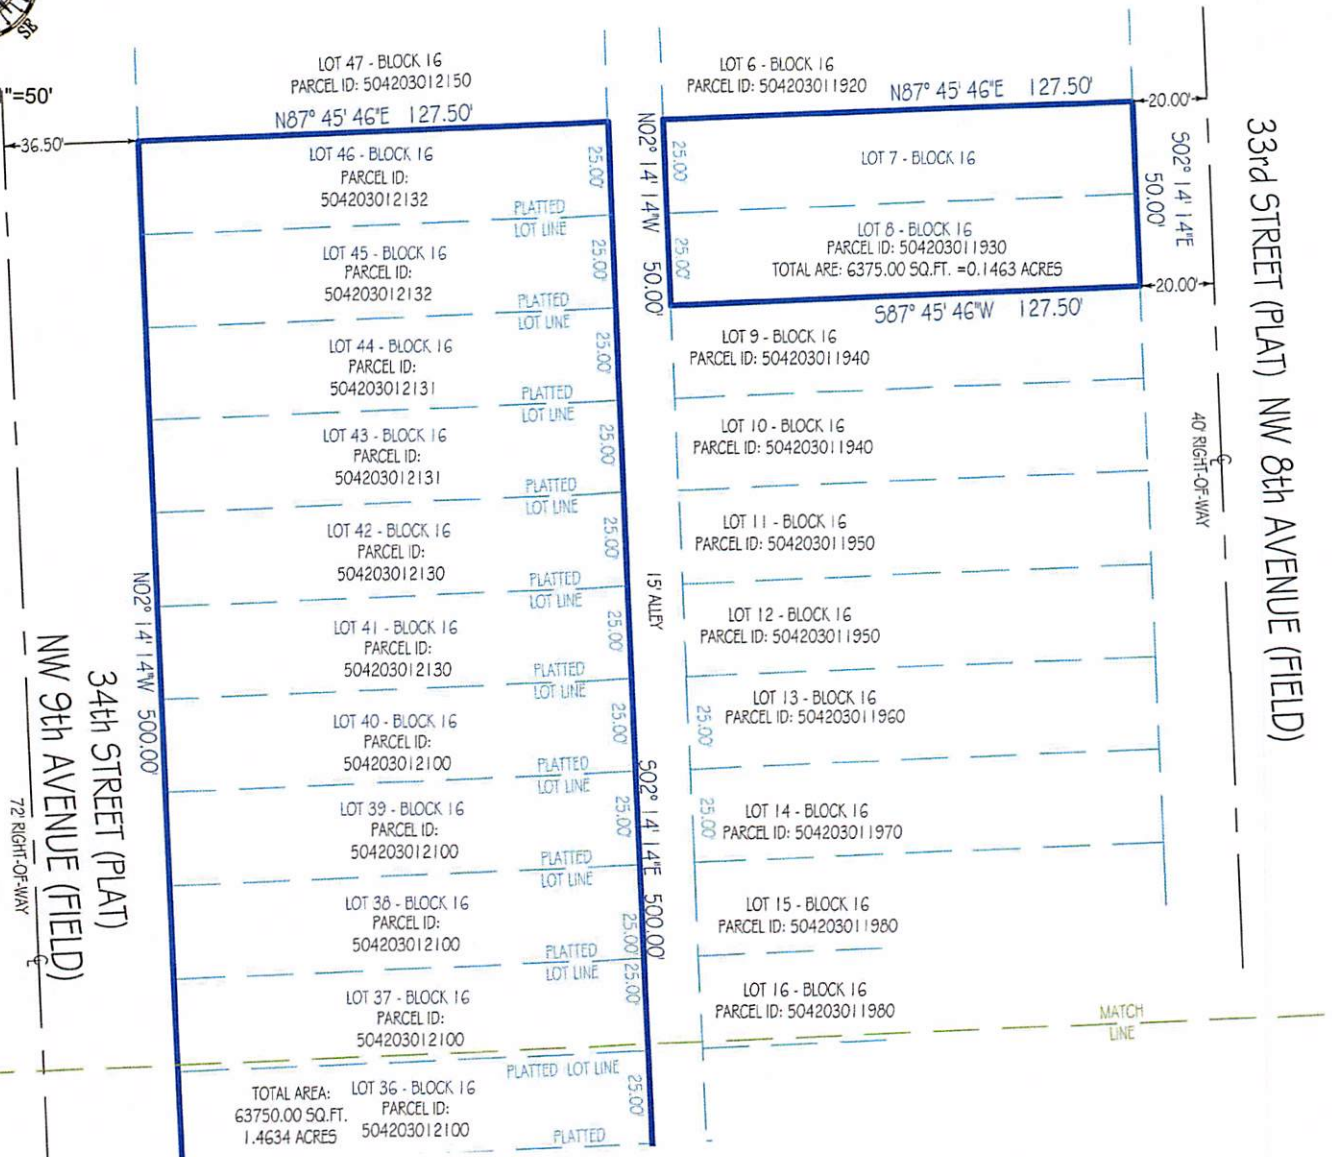 SE
"=50'
36.50'
LOT 47 - BLOCK 16
PARCEL ID: 504203012150
N87° 45' 46"E 127.50'
LOT 46 - BLOCK 16
PARCEL ID:
504203012132
25.00'
PLATTED
LOT LINE
LOT 45 - BLOCK 16
PARCEL ID:
504203012132
25.00'
PLATTED
LOT LINE
LOT 44 - BLOCK 16
PARCEL ID:
504203012131
25.00'
PLATTED
LOT LINE
LOT 43 - BLOCK 16
PARCEL ID:
504203012131
25.00'
PLATTED
LOT LINE
LOT 42 - BLOCK 16
PARCEL ID:
504203012130
25.00'
PLATTED
LOT LINE
LOT 41 - BLOCK 16
PARCEL ID:
504203012130
25.00'
PLATTED
LOT LINE
LOT 40 - BLOCK 16
PARCEL ID:
504203012100
25.00'
PLATTED
LOT LINE
LOT 39 - BLOCK 16
PARCEL ID:
504203012100
25.00'
PLATTED
LOT LINE
LOT 38 - BLOCK 16
PARCEL ID:
504203012100
25.00'
PLATTED
LOT LINE
LOT 37 - BLOCK 16
PARCEL ID:
504203012100
25.00'
PLATTED LOT LINE
TOTAL AREA:
63750.00 SQ.FT.
1.4634 ACRES
LOT 36 - BLOCK 16
PARCEL ID:
504203012100
25.00'
PLATTED
N02° 14' 14"W 500.00'
34th STREET (PLAT)
NW 9th AVENUE (FIELD)
72' RIGHT-OF-WAY
N02° 14' 14"W 50.00'
15' ALLEY
S02° 14' 14"E 500.00'
LOT 6 - BLOCK 16
PARCEL ID: 504203011920
N87° 45' 46"E 127.50'
20.00'
25.00'
LOT 7 - BLOCK 16
25.00'
LOT 8 - BLOCK 16
PARCEL ID: 504203011930
TOTAL ARE: 6375.00 SQ.FT. =0.1463 ACRES
S02° 14' 14"E
50.00'
20.00'
S87° 45' 46"W 127.50'
LOT 9 - BLOCK 16
PARCEL ID: 504203011940
LOT 10 - BLOCK 16
PARCEL ID: 504203011940
LOT 11 - BLOCK 16
PARCEL ID: 504203011950
LOT 12 - BLOCK 16
PARCEL ID: 504203011950
LOT 13 - BLOCK 16
PARCEL ID: 504203011960
25.00'
LOT 14 - BLOCK 16
PARCEL ID: 504203011970
25.00'
LOT 15 - BLOCK 16
PARCEL ID: 504203011980
LOT 16 - BLOCK 16
PARCEL ID: 504203011980
MATCH
LINE
33rd STREET (PLAT) NW 8th AVENUE (FIELD)
40' RIGHT-OF-WAY